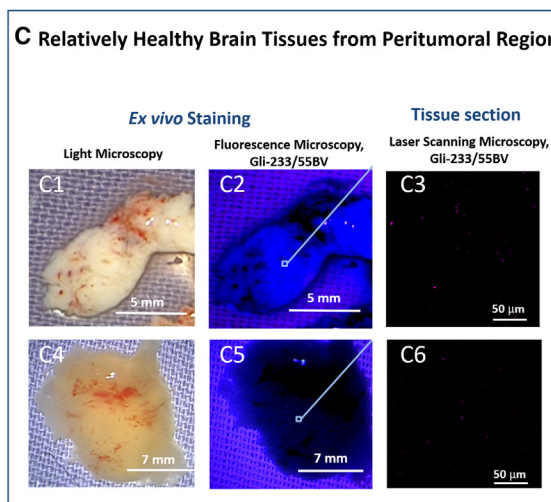 C Relatively Healthy Brain Tissues from Peritumoral Region
Ex vivo Staining
Tissue section
Light Microscopy
Fluorescence Microscopy,
Gli-233/55BV
Laser Scanning Microscopy,
Gli-233/55BV
C1
5 mm
C2
5 mm
C3
50 µm
C4
7 mm
C5
7 mm
C6
50 µm